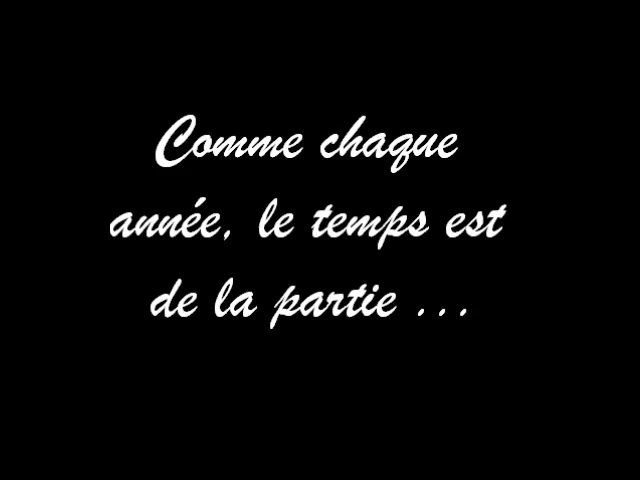 Comme chaque
année, le temps est
de la partie ...